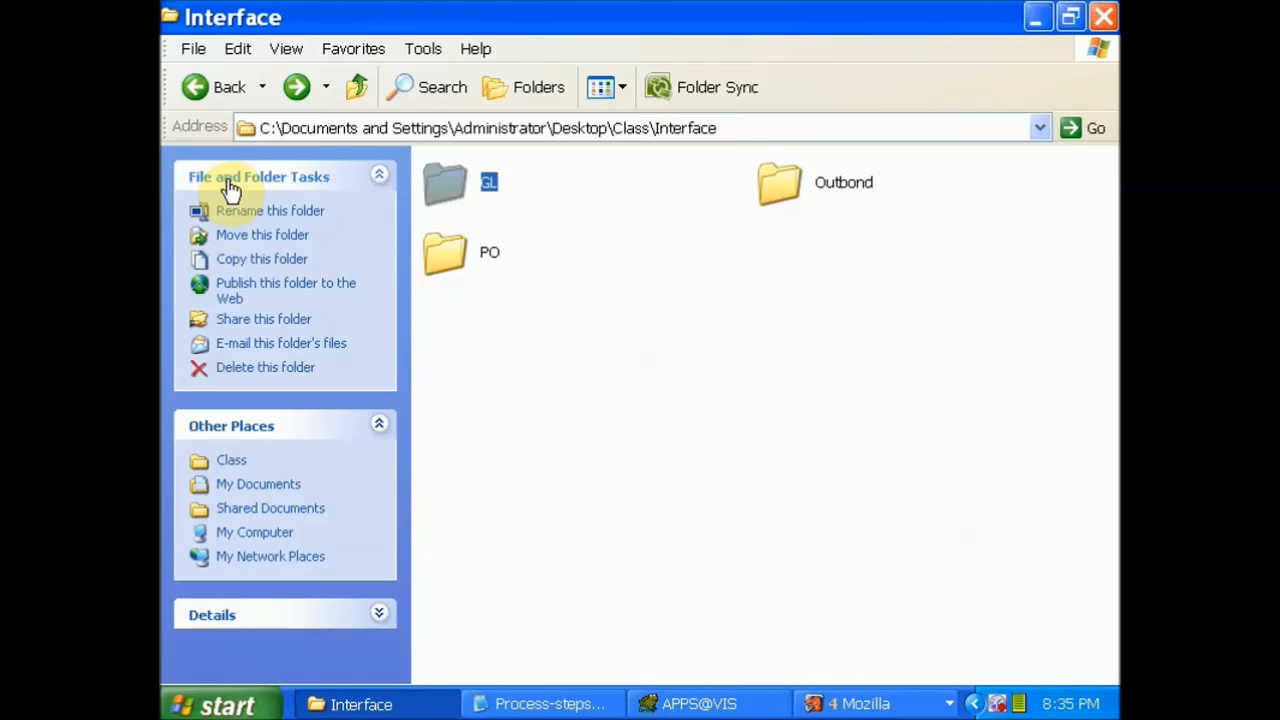 Interface
File Edit View Favorites Tools Help
Back Search Folders Folder Sync
Address C:\Documents and Settings\Administrator\Desktop\Class\Interface Go
File and Folder Tasks
Rename this folder
Move this folder
Copy this folder
Publish this folder to the
Web
Share this folder
E-mail this folder's files
Delete this folder
Other Places
Class
My Documents
Shared Documents
My Computer
My Network Places
Details
GL Outbond
PO
start Interface Process-steps... APPS@VIS 4 Mozilla 8:35 PM